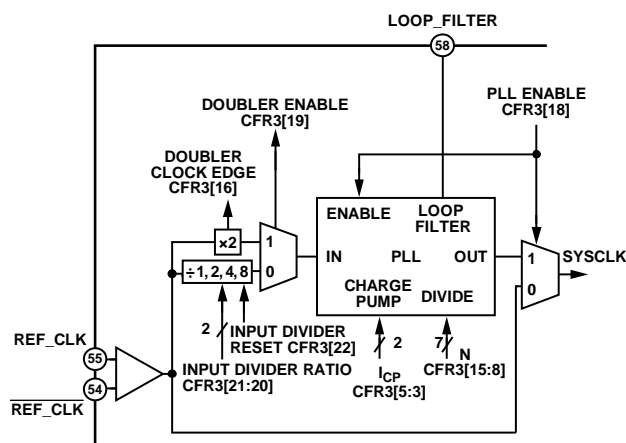 LOOP_FILTER
58
DOUBLER ENABLE
CFR3[19]
PLL ENABLE
CFR3[18]
DOUBLER
CLOCK EDGE
CFR3[16]
ENABLE
LOOP
FILTER
×2
1
IN
PLL
OUT
1
SYSCLK
÷1, 2, 4, 8
0
0
CHARGE
PUMP
DIVIDE
2
INPUT DIVIDER
RESET CFR3[22]
2
7
REF_CLK
55
INPUT DIVIDER RATIO
CFR3[21:20]
ICP
CFR3[5:3]
N
CFR3[15:8]
54
REF_CLK